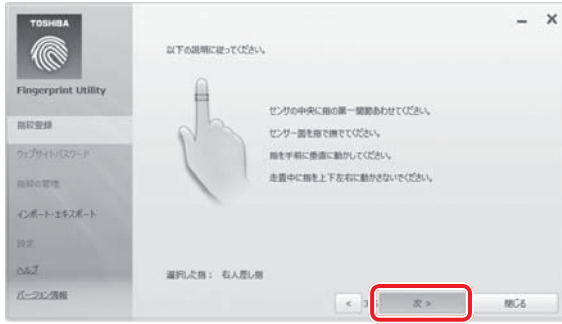 TOSHIBA
Fingerprint Utility
指紋登録
ウェブサイト/パスワード
指紋の管理
インポート・エキスポート
設定
ヘルプ
バージョン情報
以下の説明に従ってください。
センサの中央に指の第一関節あわせてください。
センサー面を指で撫でてください。
指を手前に垂直に動かしてください。
走査中に指を上下左右に動かさないでください。
選択した指： 右人差し指
< 次 > 閉じる